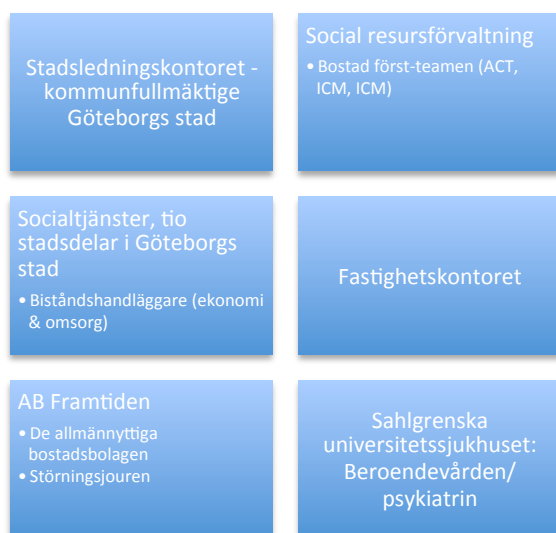 Stadsledningskontoret -
kommunfullmäktige
Göteborgs stad
Social resursförvaltning
• Bostad först-teamen (ACT,
ICM, ICM)
Socialtjänster, tio
stadsdelar i Göteborgs
stad
• Biståndshandläggare (ekonomi
& omsorg)
Fastighetskontoret
AB Framtiden
• De allmännyttiga
bostadsbolagen
• Störningsjouren
Sahlgrenska
universitetssjukhuset:
Beroendevården/
psykiatrin